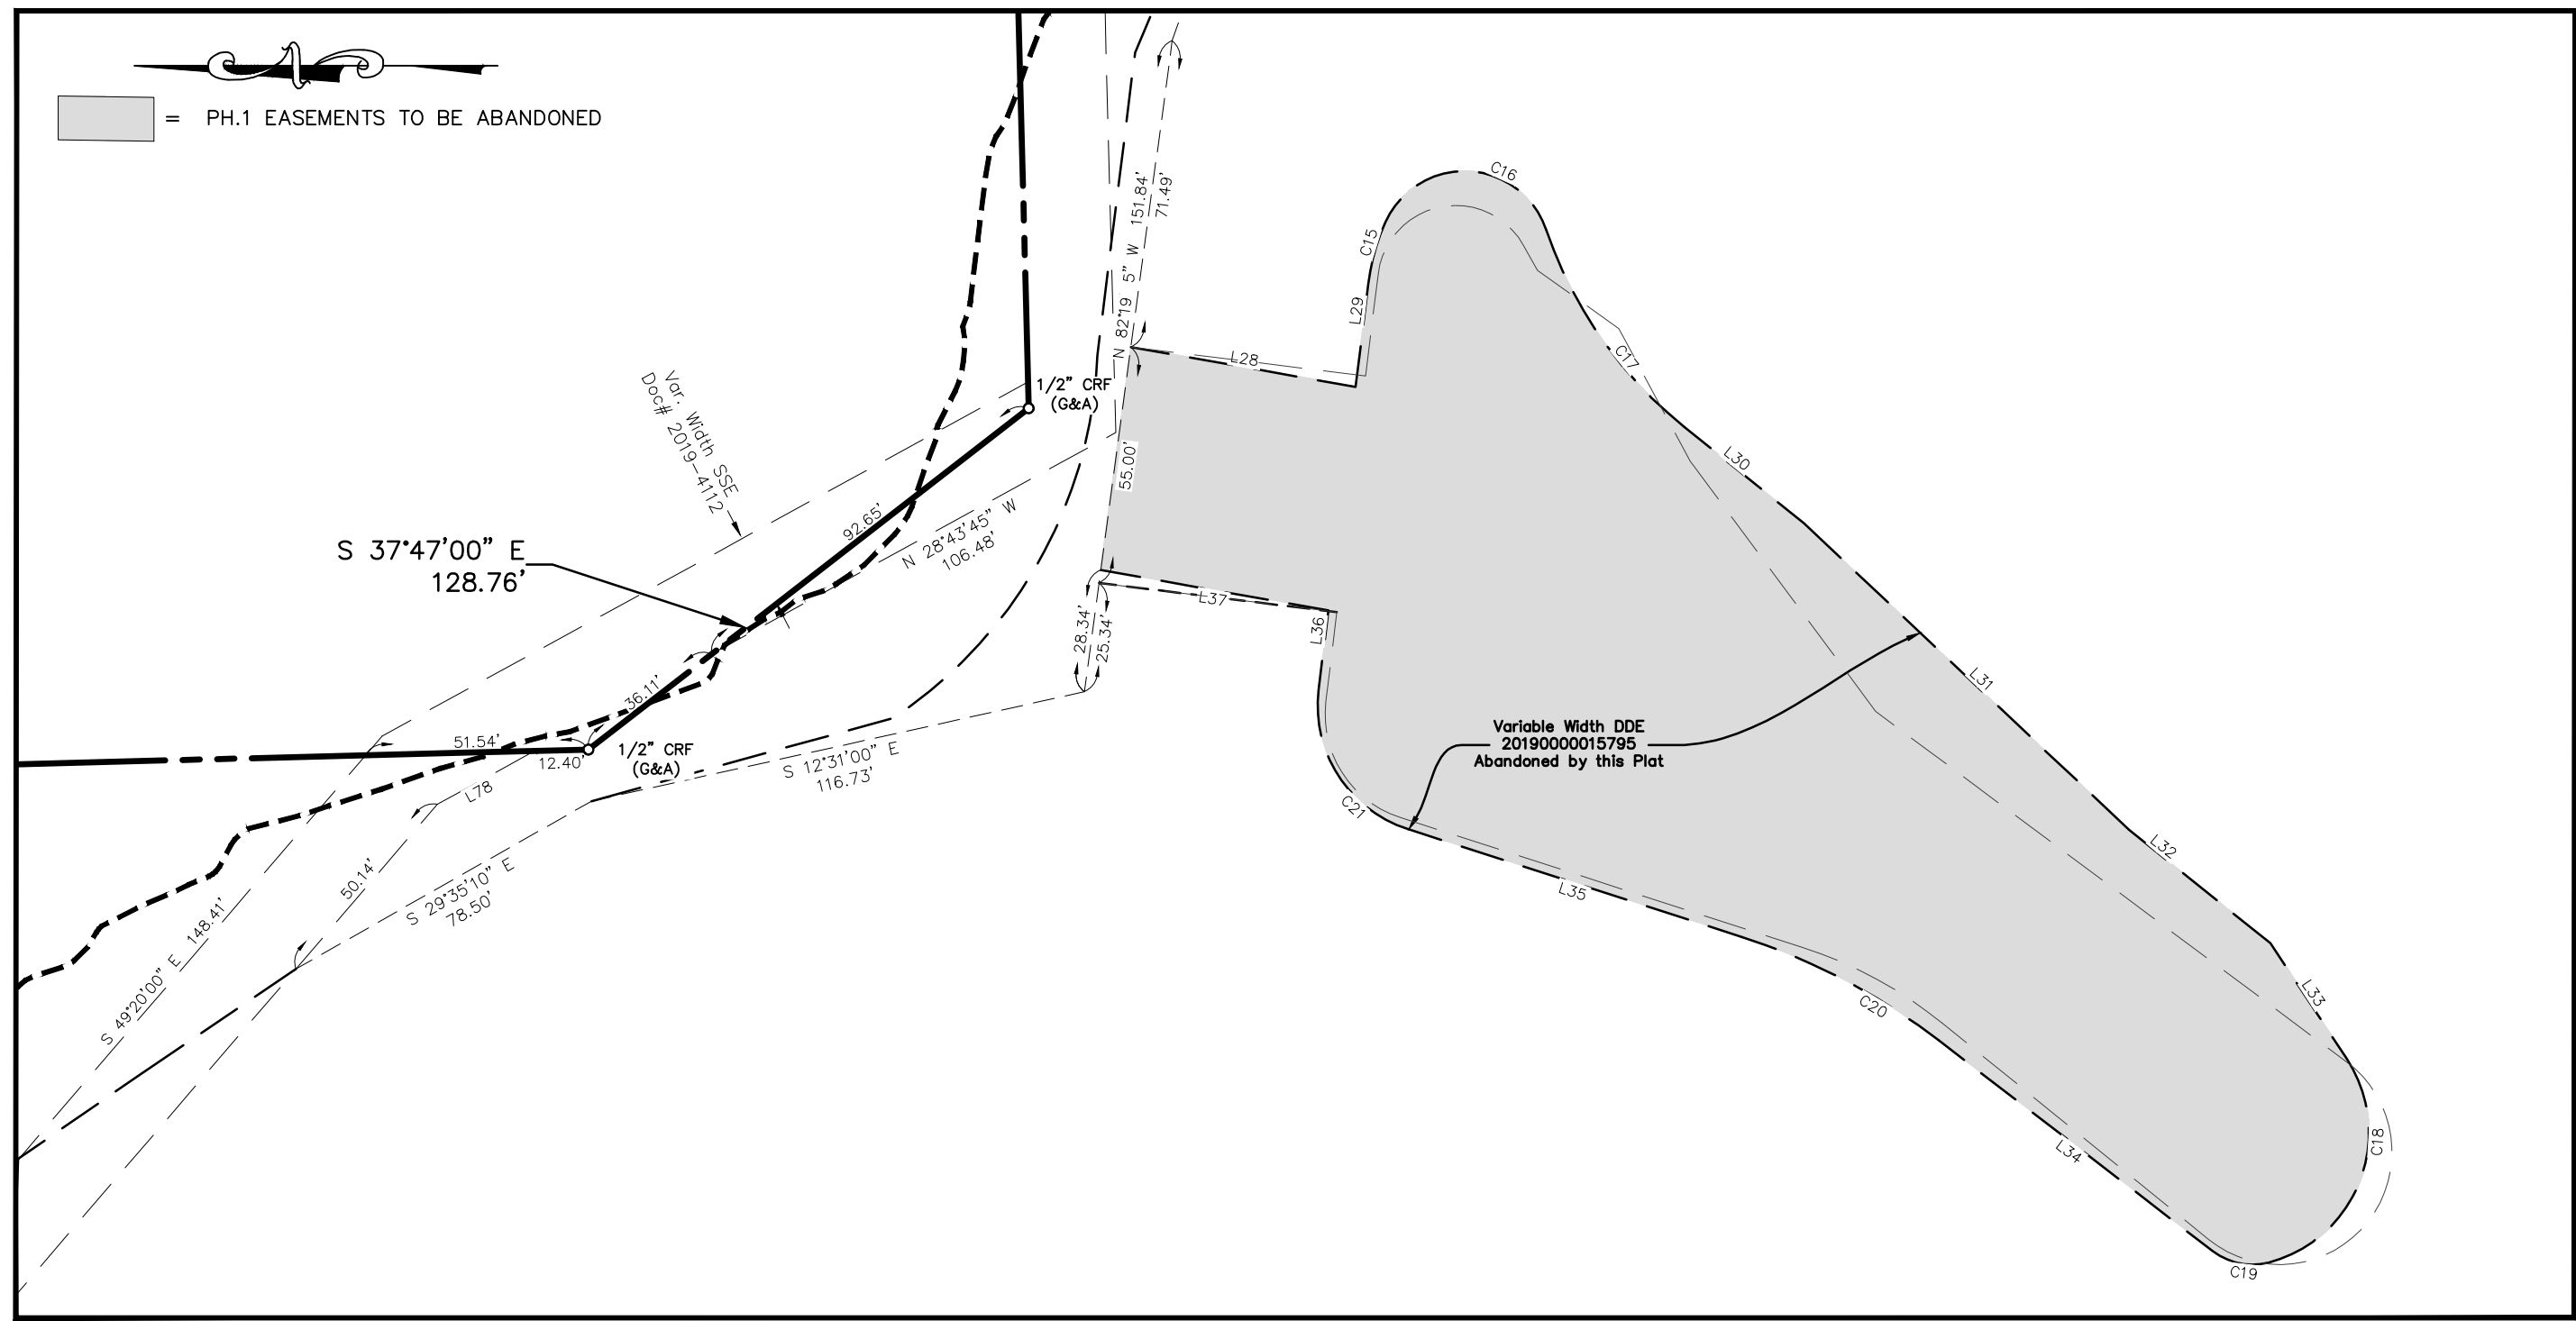 N
= PH.1 EASEMENTS TO BE ABANDONED
C16
151.84'
71.49'
C15
N 82°19 5" W
L29
L28
C17
Var. Width SSE
Doc# 2019-4112
1/2" CRF
(G&A)
L30
55.00'
92.65'
N 28°43'45" W
106.48'
S 37°47'00" E
128.76'
L37
L36
28.34'
25.34'
36.11'
L31
51.54'
12.40'
1/2" CRF
(G&A)
S 12°31'00" E
116.73'
Variable Width DDE
20190000015795
Abandoned by this Plat
L78
C21
L32
50.14'
S 29°35'10" E
78.50'
L35
S 49°20'00" E 148.41'
L33
C20
C18
L34
C19